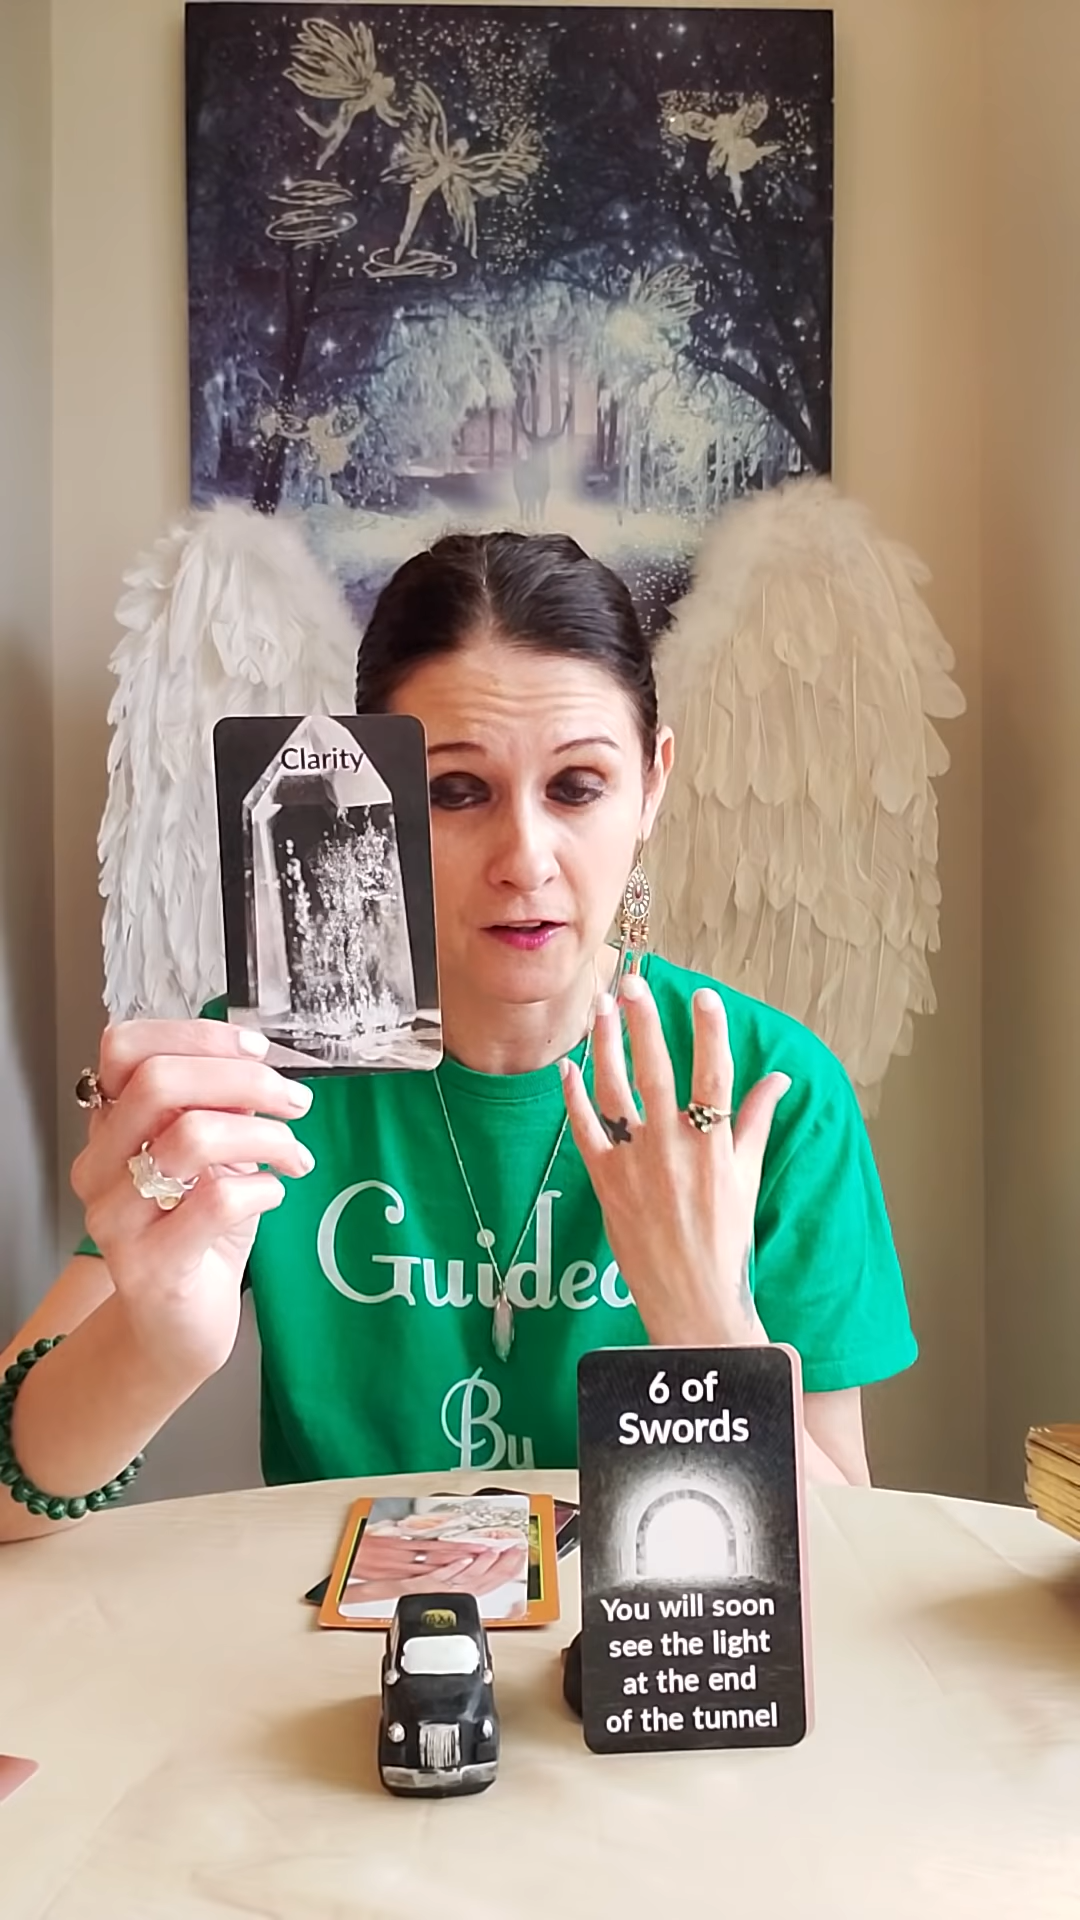 Clarity
Guided
By
6 of
Swords
You will soon
see the light
at the end
of the tunnel